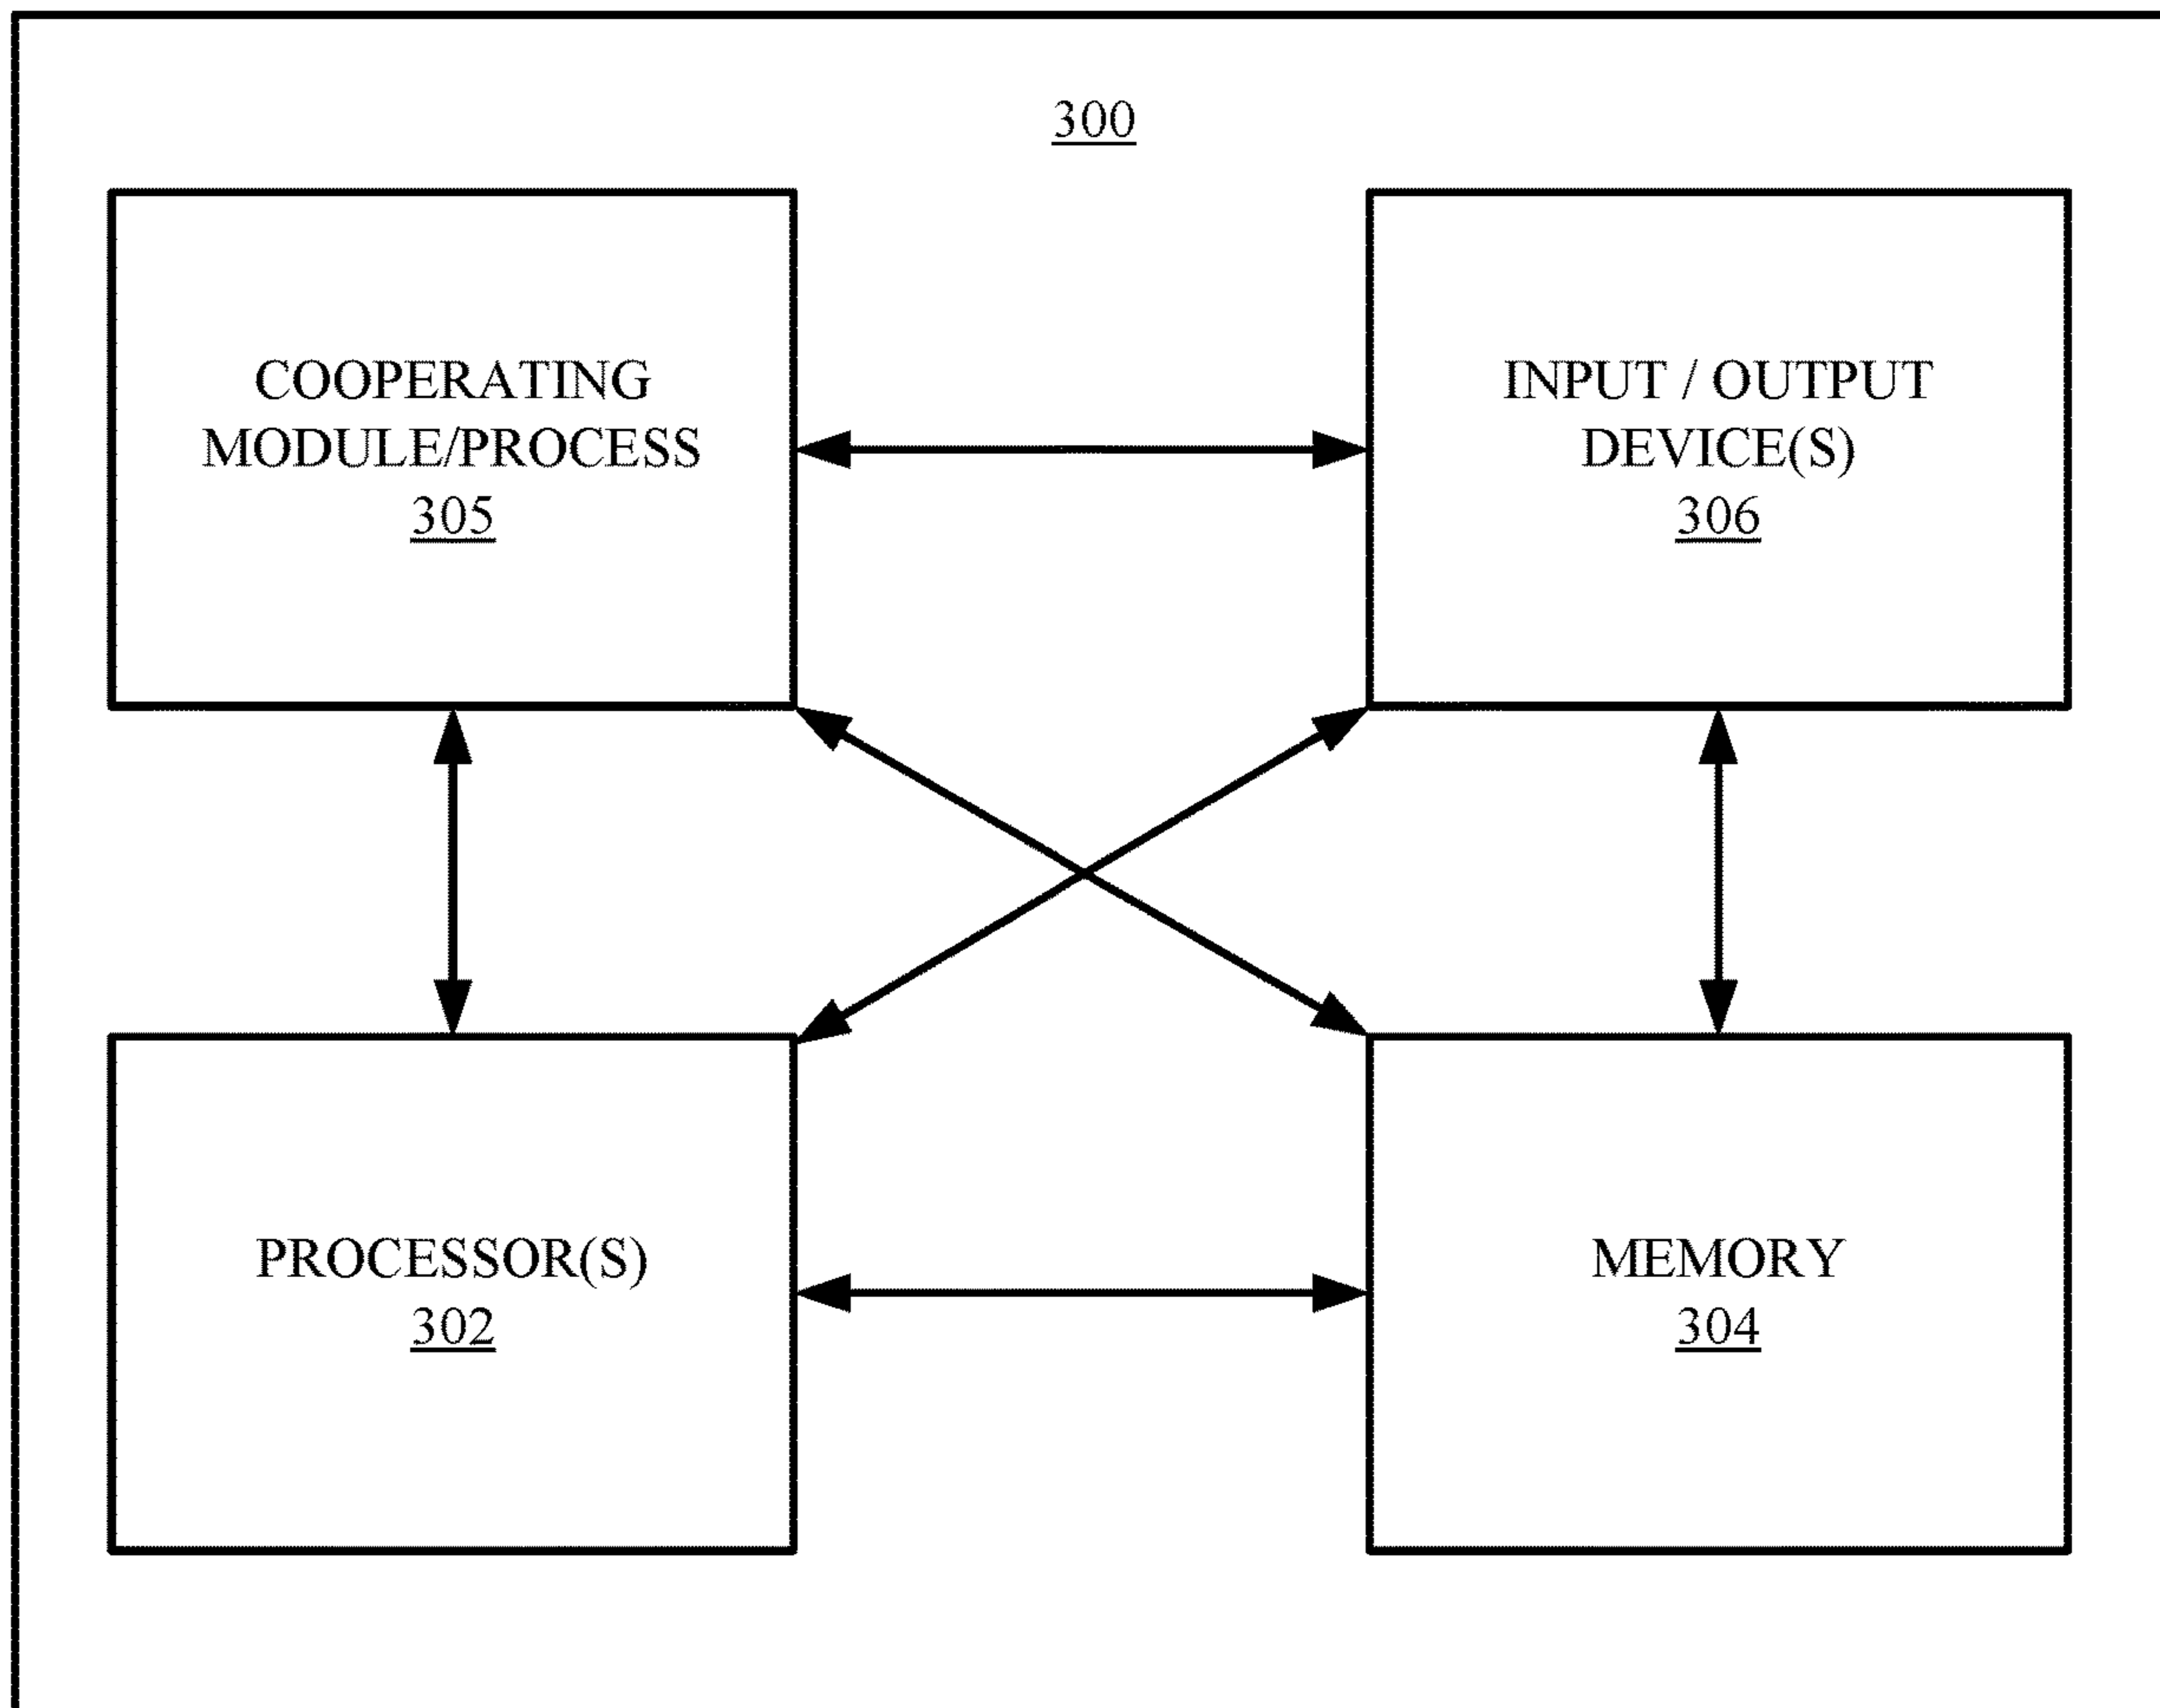 300
COOPERATING
MODULE/PROCESS
305
INPUT / OUTPUT
DEVICE(S)
306
PROCESSOR(S)
302
MEMORY
304